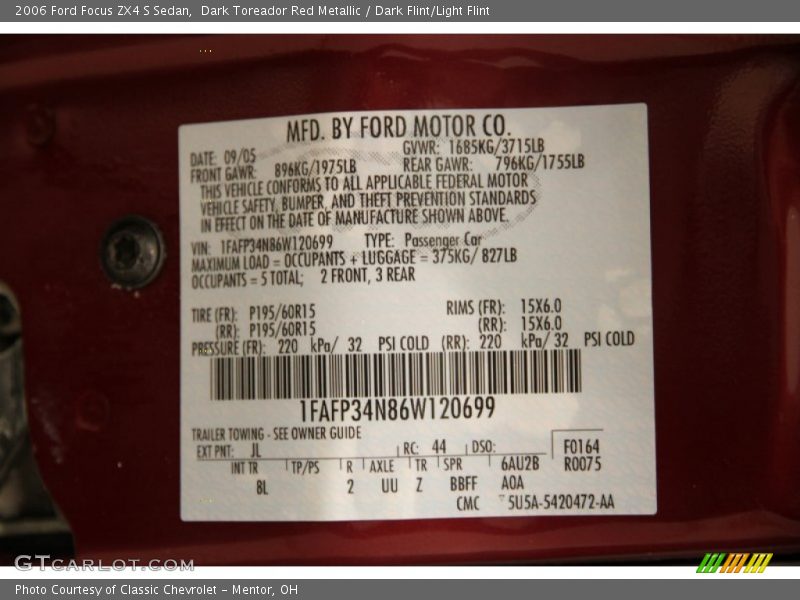 2006 Ford Focus ZX4 S Sedan,  Dark Toreador Red Metallic / Dark Flint/Light Flint
MFD. BY FORD MOTOR CO.
DATE: 09/05 GVWR: 1685KG/3715LB
FRONT GAWR: 896KG/1975LB REAR GAWR: 796KG/1755LB
THIS VEHICLE CONFORMS TO ALL APPLICABLE FEDERAL MOTOR
VEHICLE SAFETY, BUMPER, AND THEFT PREVENTION STANDARDS
IN EFFECT ON THE DATE OF MANUFACTURE SHOWN ABOVE.
VIN: 1FAFP34N86W120699 TYPE: Passenger Car
MAXIMUM LOAD = OCCUPANTS + LUGGAGE = 375KG/ 827LB
OCCUPANTS = 5 TOTAL; 2 FRONT, 3 REAR
TIRE (FR): P195/60R15 RIMS (FR): 15X6.0
(RR): P195/60R15 (RR): 15X6.0
PRESSURE (FR): 220 kPa/ 32 PSI COLD (RR): 220 kPa/ 32 PSI COLD
1FAFP34N86W120699
TRAILER TOWING - SEE OWNER GUIDE
EXT PNT: JL RC: 44 DSO: F0164
INT TR TP/PS R AXLE TR SPR 6AU2B R0075
8L 2 UU Z BBFF A0A
CMC 5U5A-5420472-AA
GTCARLOT.COM
Photo Courtesy of Classic Chevrolet - Mentor, OH